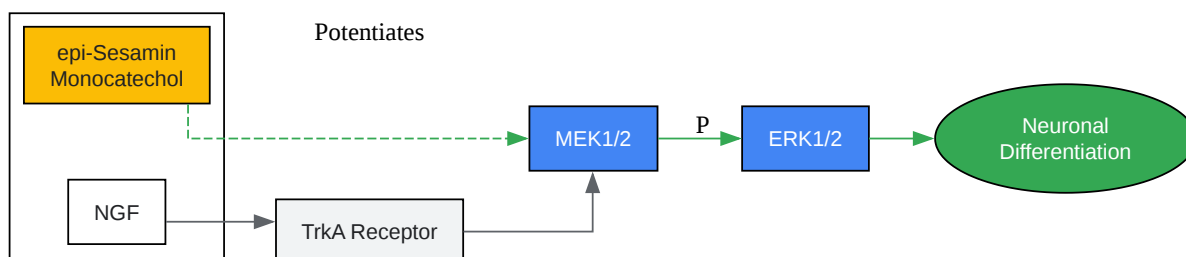 epi-Sesamin
Monocatechol
Potentiates
MEK1/2
P
ERK1/2
Neuronal
Differentiation
NGF
TrkA Receptor